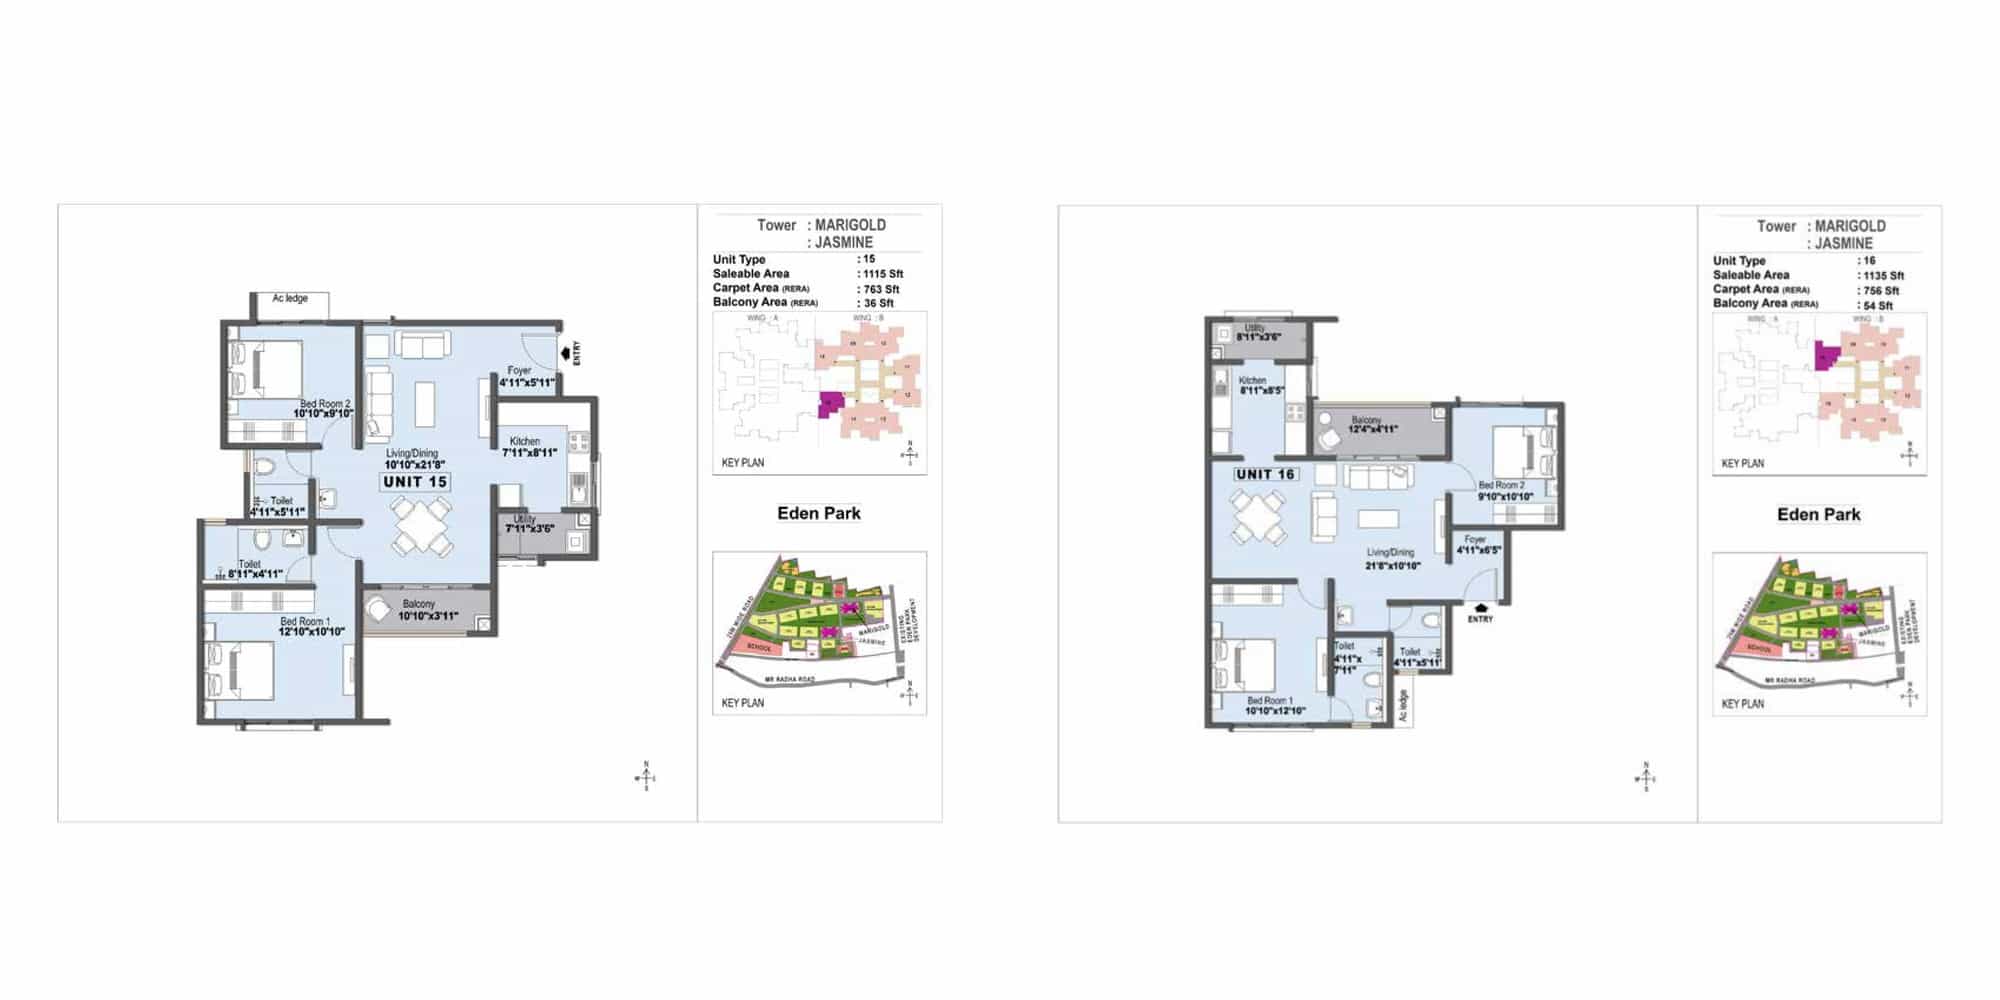 Tower : MARIGOLD
: JASMINE
Unit Type : 15
Saleable Area : 1115 Sft
Carpet Area (RERA) : 763 Sft
Balcony Area (RERA) : 36 Sft
WING : A WING : B
KEY PLAN
Eden Park
24M WIDE ROAD
SCHOOL
MARIGOLD
JASMINE
EXISTING
EDEN PARK
DEVELOPMENT
MR RADHA ROAD
KEY PLAN
Ac ledge
ENTRY
Foyer
4'11"x5'11"
Bed Room 2
10'10"x9'10"
Kitchen
7'11"x8'11"
Living/Dining
10'10"x21'8"
UNIT 15
Toilet
4'11"x5'11"
Utility
7'11"x3'6"
Toilet
8'11"x4'11"
Balcony
10'10"x3'11"
Bed Room 1
12'10"x10'10"
N
W E
S
Tower : MARIGOLD
: JASMINE
Unit Type : 16
Saleable Area : 1135 Sft
Carpet Area (RERA) : 756 Sft
Balcony Area (RERA) : 54 Sft
WING : A WING : B
KEY PLAN
Eden Park
24M WIDE ROAD
SCHOOL
MARIGOLD
JASMINE
EXISTING
EDEN PARK
DEVELOPMENT
MR RADHA ROAD
KEY PLAN
Utility
8'11"x3'6"
Kitchen
8'11"x8'5"
Balcony
12'4"x4'11"
UNIT 16
Bed Room 2
9'10"x10'10"
Foyer
4'11"x6'5"
Living/Dining
21'8"x10'10"
ENTRY
Toilet
4'11"x
7'11"
Toilet
4'11"x5'11"
Bed Room 1
10'10"x12'10"
Ac ledge
N
W E
S